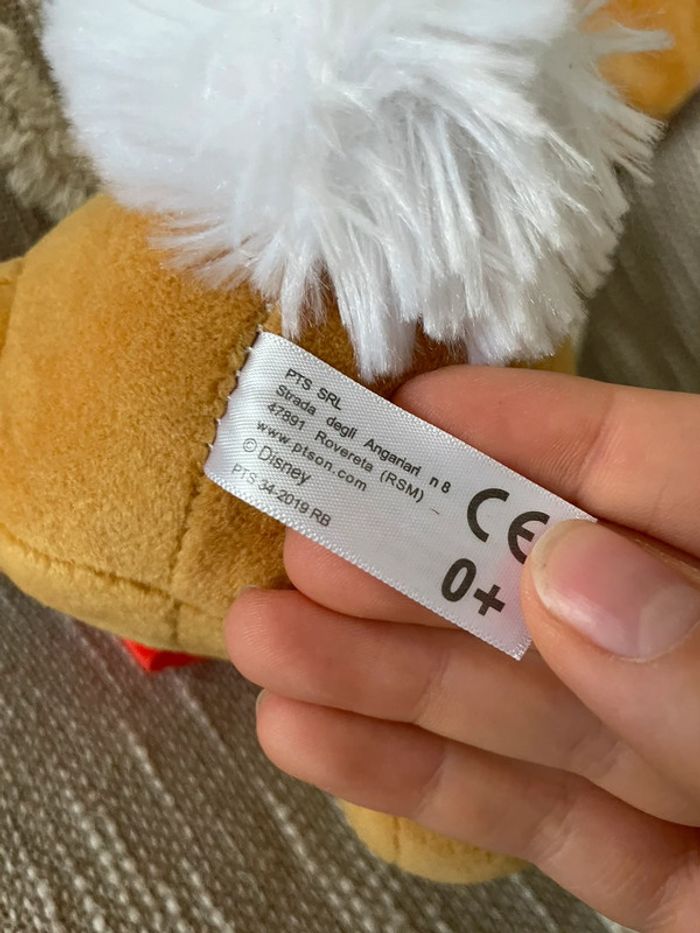 PTS SRL
Strada degli Angariari n 8
47891 Rovereta (RSM) _
www.ptson.com
© Disney
PTS 34-2019 RB
CE
0+